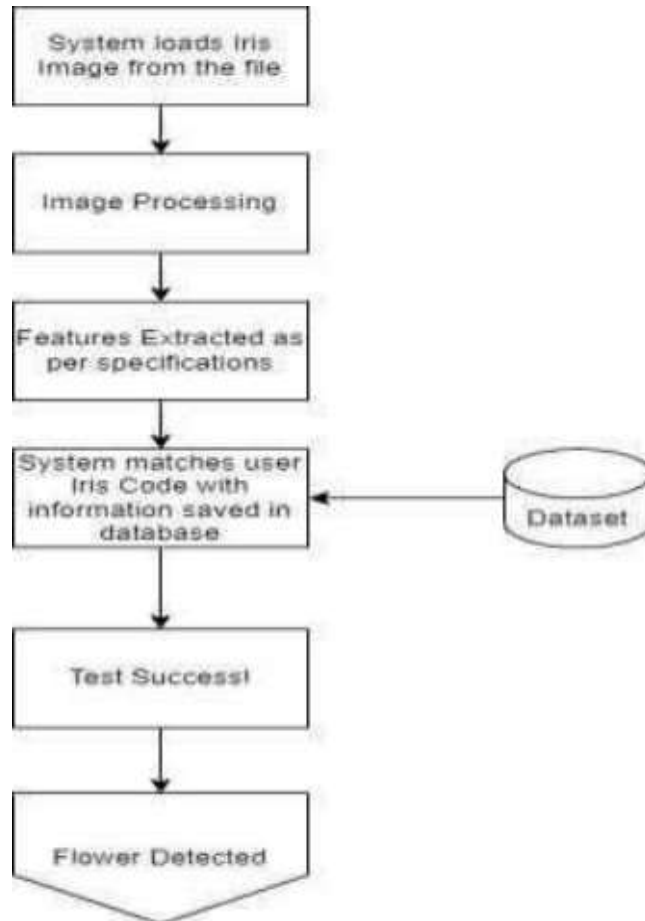 System loads Iris
Image from the file
Image Processing
Features Extracted as
per specifications
System matches user
Iris Code with
information saved in
database
Dataset
Test Success!
Flower Detected